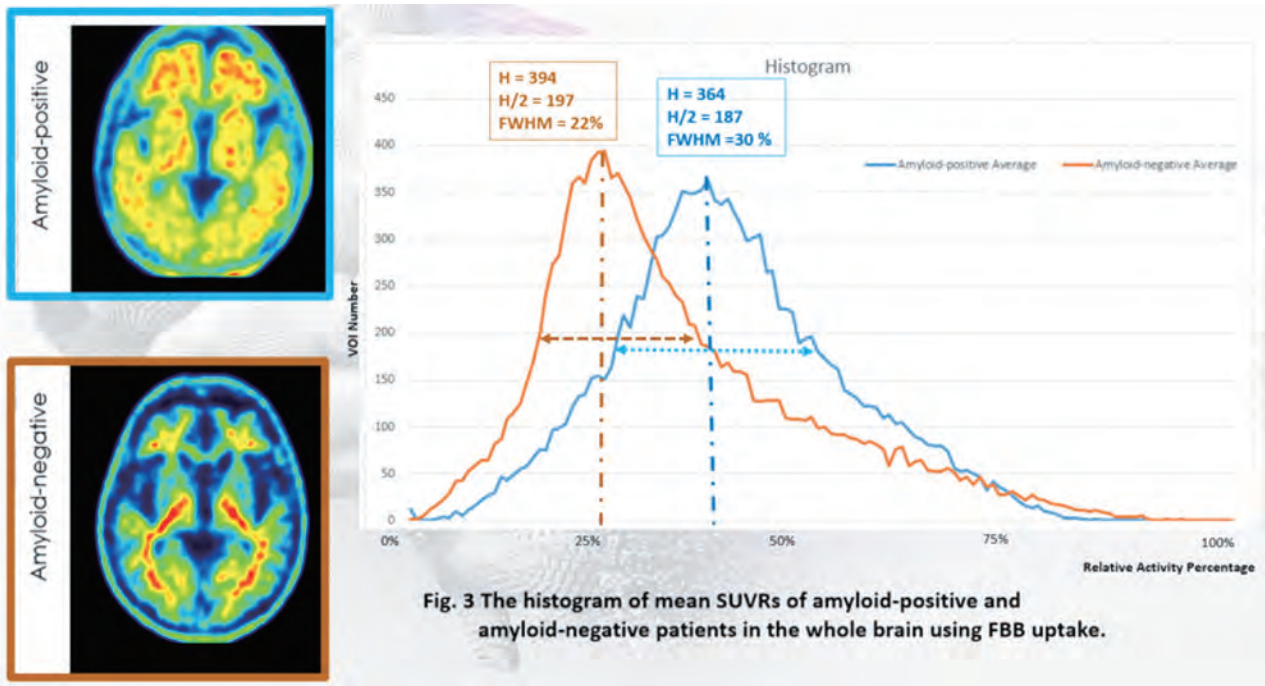 Amyloid-positive
Amyloid-negative
Histogram
H = 394
H/2 = 197
FWHM = 22%
H = 364
H/2 = 187
FWHM =30 %
Amyloid-positive Average
Amyloid-negative Average
VOI Number
450
400
350
300
250
200
150
100
50
0
0%
25%
50%
75%
100%
Relative Activity Percentage
Fig. 3 The histogram of mean SUVRs of amyloid-positive and
amyloid-negative patients in the whole brain using FBB uptake.